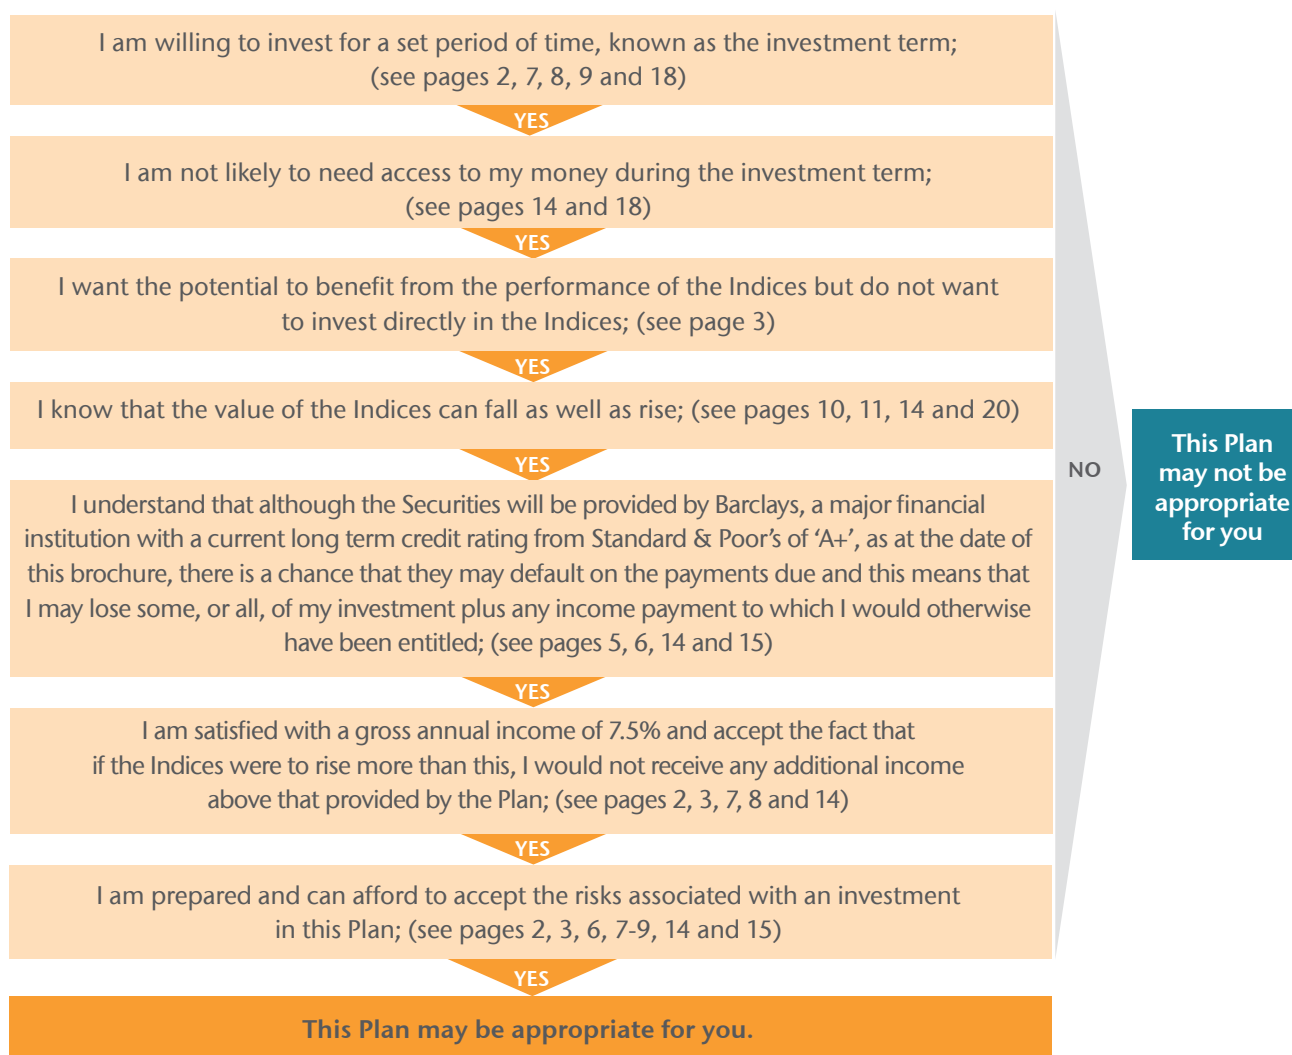 I am willing to invest for a set period of time, known as the investment term;
(see pages 2, 7, 8, 9 and 18)
YES
I am not likely to need access to my money during the investment term;
(see pages 14 and 18)
YES
I want the potential to benefit from the performance of the Indices but do not want
to invest directly in the Indices; (see page 3)
YES
I know that the value of the Indices can fall as well as rise; (see pages 10, 11, 14 and 20)
YES
I understand that although the Securities will be provided by Barclays, a major financial
institution with a current long term credit rating from Standard & Poor’s of ‘A+’, as at the date of
this brochure, there is a chance that they may default on the payments due and this means that
I may lose some, or all, of my investment plus any income payment to which I would otherwise
have been entitled; (see pages 5, 6, 14 and 15)
YES
I am satisfied with a gross annual income of 7.5% and accept the fact that
if the Indices were to rise more than this, I would not receive any additional income
above that provided by the Plan; (see pages 2, 3, 7, 8 and 14)
YES
I am prepared and can afford to accept the risks associated with an investment
in this Plan; (see pages 2, 3, 6, 7-9, 14 and 15)
YES
This Plan may be appropriate for you.
NO
This Plan
may not be
appropriate
for you